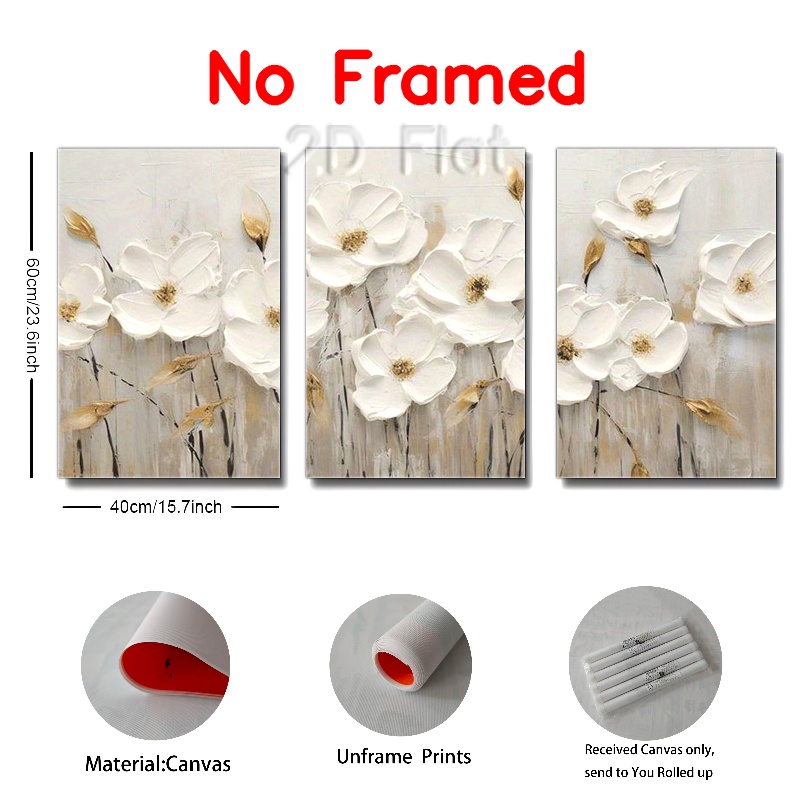 No Framed
2D Flat
60cm/23.6inch
40cm/15.7inch
Material:Canvas
Unframe Prints
Received Canvas only,
send to You Rolled up